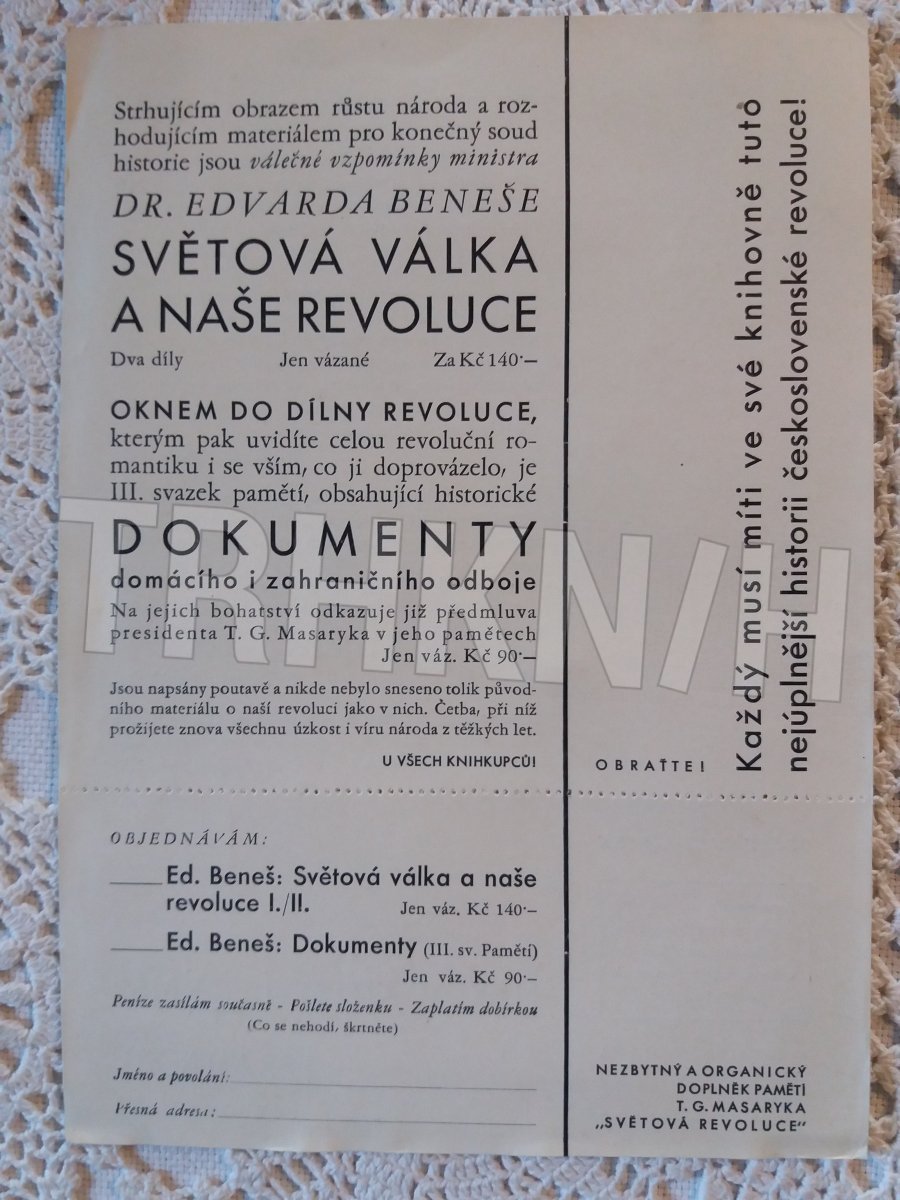 Strhujícím obrazem růstu národa a roz-
hodujícím materiálem pro konečný soud
historie jsou válečné vzpomínky ministra
DR. EDVARDA BENEŠE
SVĚTOVÁ VÁLKA
A NAŠE REVOLUCE
Dva díly Jen vázané Za Kč 140·—
OKNEM DO DÍLNY REVOLUCE,
kterým pak uvidíte celou revoluční ro-
mantiku i se vším, co ji doprovázelo, je
III. svazek pamětí, obsahující historické
DOKUMENTY
domácího i zahraničního odboje
Na jejich bohatství odkazuje již předmluva
presidenta T. G. Masaryka v jeho pamětech
Jen váz. Kč 90·—
Jsou napsány poutavě a nikde nebylo sneseno tolik původ-
ního materiálu o naší revoluci jako v nich. Četba, při níž
prožijete znova všechnu úzkost i víru národa z těžkých let.
U VŠECH KNIHKUPCŮ!
OBJEDNÁVÁM:
Ed. Beneš: Světová válka a naše
revoluce I./II. Jen váz. Kč 140·—
Ed. Beneš: Dokumenty (III. sv. Pamětí)
Jen váz. Kč 90·—
Peníze zasílám současně - Pošlete složenku - Zaplatím dobírkou
(Co se nehodí, škrtněte)
Jméno a povolání:
Přesná adresa:
Každý musí míti ve své knihovně tuto
nejúplnější historii československé revoluce!
OBRAŤTE!
NEZBYTNÝ A ORGANICKÝ
DOPLNĚK PAMĚTÍ
T. G. MASARYKA
„SVĚTOVÁ REVOLUCE"
TRHKNIH